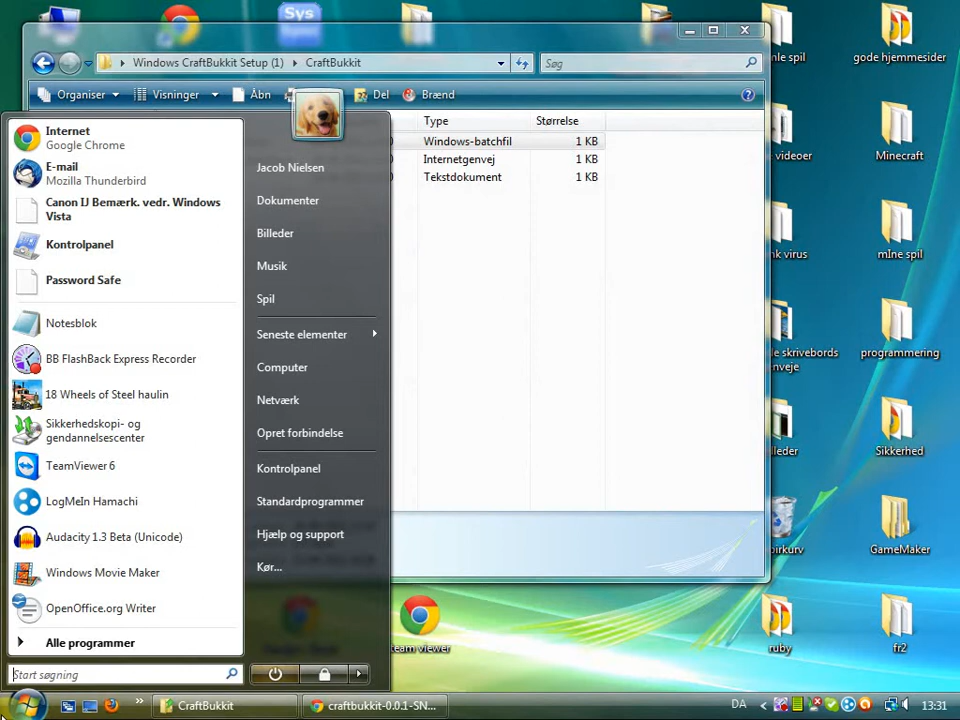 Sys
Windows CraftBukkit Setup (1)
CraftBukkit
Søg
Organiser
Visninger
Åbn
Del
Brænd
Type
Størrelse
Windows-batchfil
1 KB
Internetgenvej
1 KB
Tekstdokument
1 KB
Internet
Google Chrome
E-mail
Mozilla Thunderbird
Canon IJ Bemærk. vedr. Windows
Vista
Kontrolpanel
Password Safe
Notesblok
BB FlashBack Express Recorder
18 Wheels of Steel haulin
Sikkerhedskopi- og
gendannelsescenter
TeamViewer 6
LogMeIn Hamachi
Audacity 1.3 Beta (Unicode)
Windows Movie Maker
OpenOffice.org Writer
Alle programmer
Start søgning
Jacob Nielsen
Dokumenter
Billeder
Musik
Spil
Seneste elementer
Computer
Netværk
Opret forbindelse
Kontrolpanel
Standardprogrammer
Hjælp og support
Kør...
gode hjemmesider
Minecraft
mIne spil
programmering
Sikkerhed
GameMaker
fr2
ruby
spil
virus
skrivebords
CraftBukkit
craftbukkit-0.0.1-SN...
DA
13:31